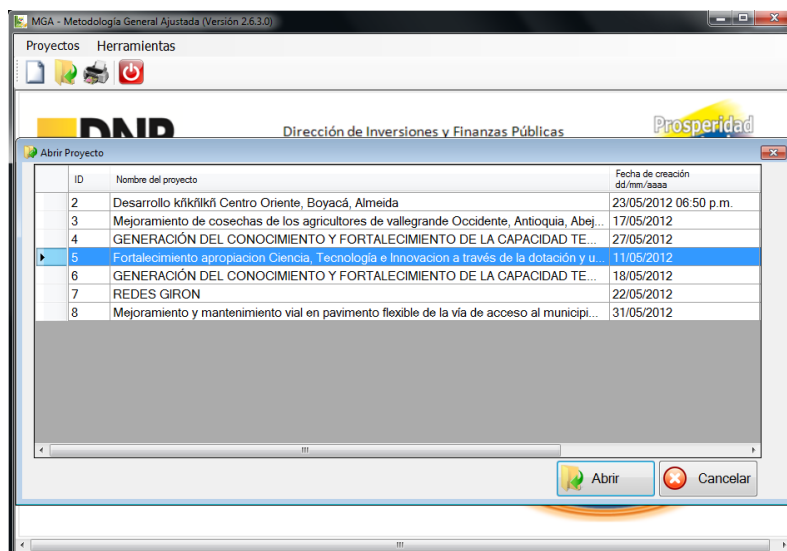 MGA - Metodología General Ajustada (Versión 2.6.3.0)
Proyectos Herramientas
DNP Dirección de Inversiones y Finanzas Públicas Prosperidad
Abrir Proyecto
ID Nombre del proyecto Fecha de creación
dd/mm/aaaa
2 Desarrollo kñkñlkñ Centro Oriente, Boyacá, Almeida 23/05/2012 06:50 p.m.
3 Mejoramiento de cosechas de los agricultores de vallegrande Occidente, Antioquia, Abej... 17/05/2012
4 GENERACIÓN DEL CONOCIMIENTO Y FORTALECIMIENTO DE LA CAPACIDAD TE... 27/05/2012
5 Fortalecimiento apropiacion Ciencia, Tecnología e Innovacion a través de la dotación y u... 11/05/2012
6 GENERACIÓN DEL CONOCIMIENTO Y FORTALECIMIENTO DE LA CAPACIDAD TE... 18/05/2012
7 REDES GIRON 22/05/2012
8 Mejoramiento y mantenimiento vial en pavimento flexible de la vía de acceso al municipi... 31/05/2012
Abrir Cancelar